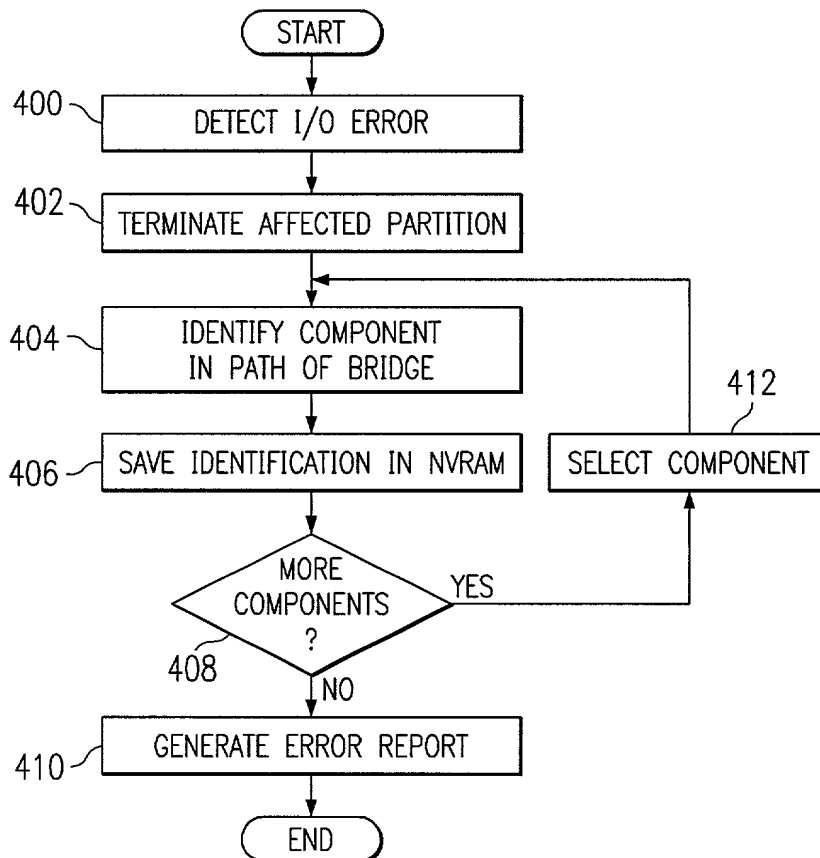 START
400
DETECT I/O ERROR
402
TERMINATE AFFECTED PARTITION
404
IDENTIFY COMPONENT
IN PATH OF BRIDGE
412
406
SAVE IDENTIFICATION IN NVRAM
SELECT COMPONENT
MORE
COMPONENTS
?
YES
408
NO
410
GENERATE ERROR REPORT
END